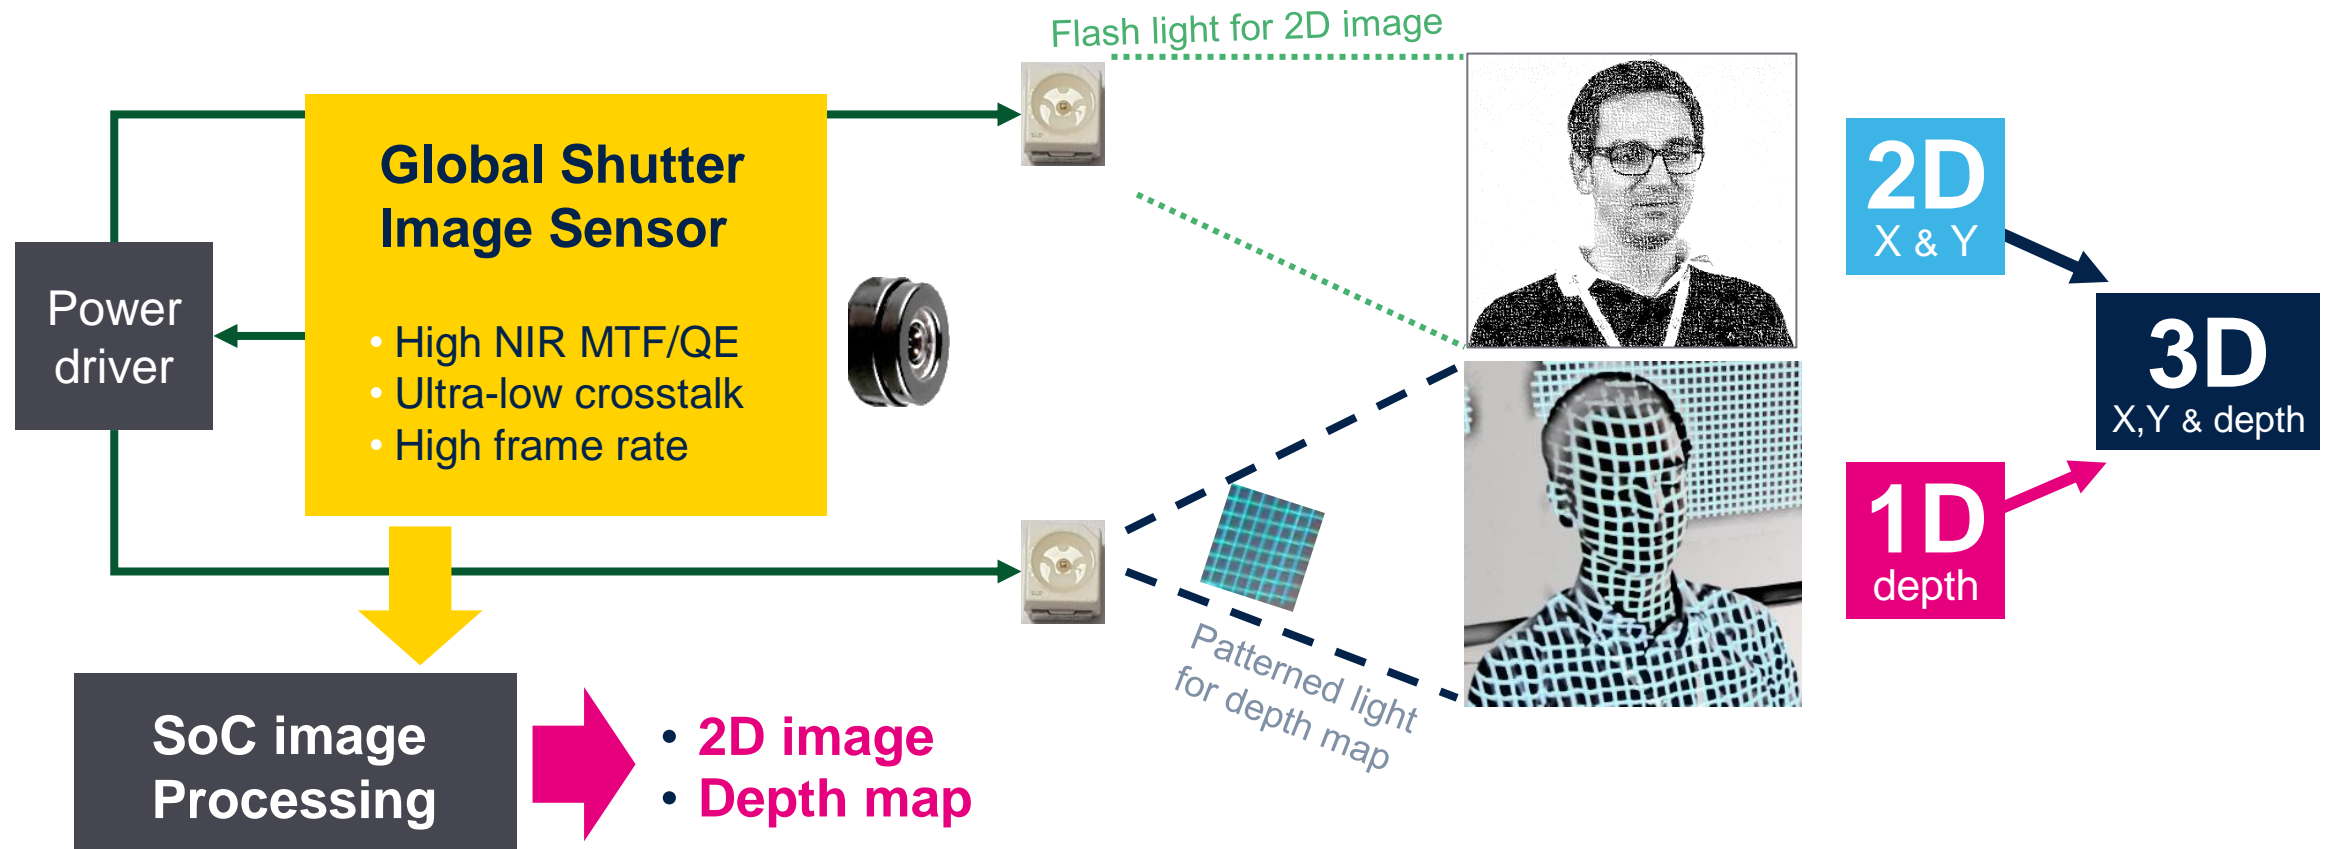 Flash light for 2D image
Global Shutter
Image Sensor
• High NIR MTF/QE
• Ultra-low crosstalk
• High frame rate
Power
driver
2D
X & Y
3D
X,Y & depth
1D
depth
Patterned light
for depth map
SoC image
Processing
• 2D image
• Depth map